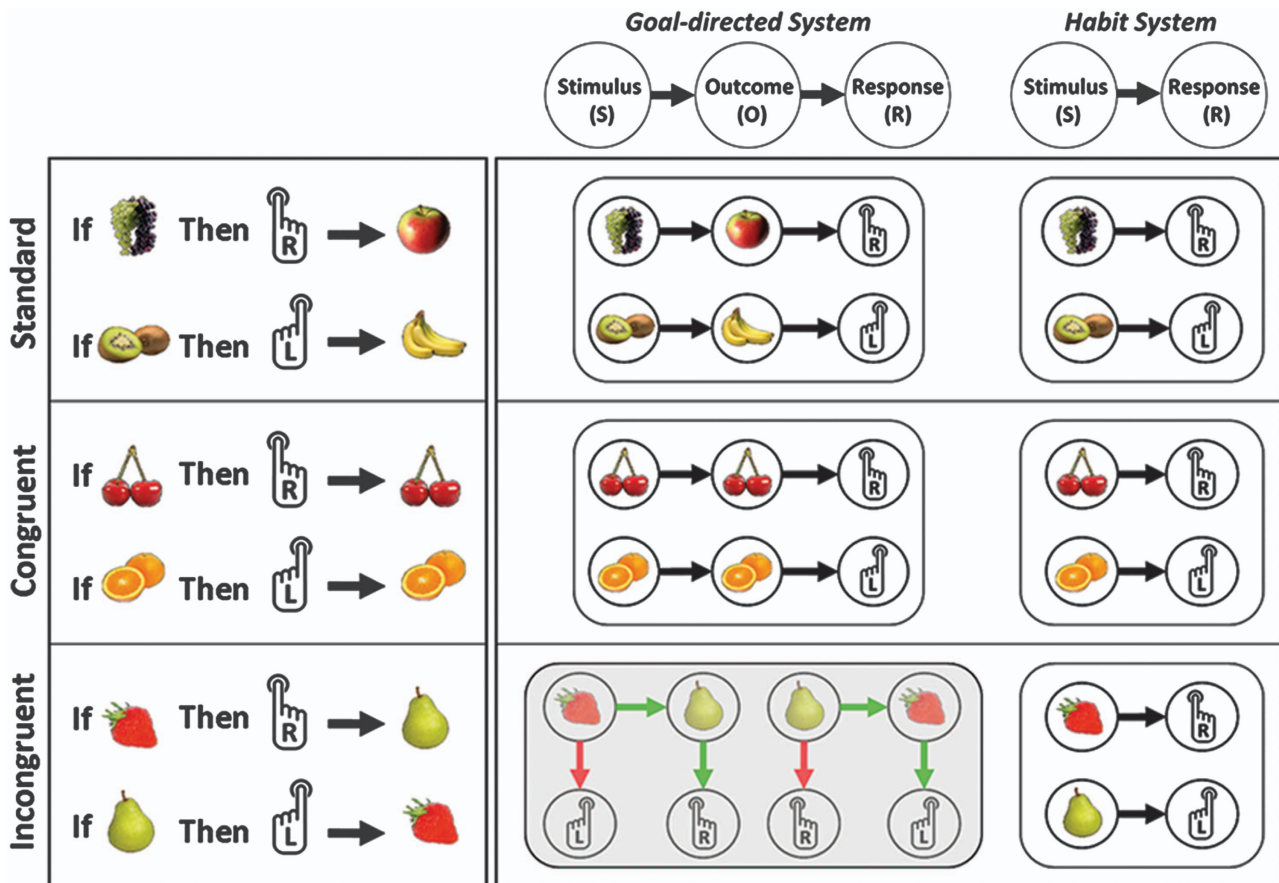 Goal-directed System
Habit System
Stimulus (S)
Outcome (O)
Response (R)
Stimulus (S)
Response (R)
Standard
If Then R
R
R
If Then L
L
L
Congruent
If Then R
R
R
If Then L
L
L
Incongruent
If Then R
R
L
R
R
L
If Then L
L